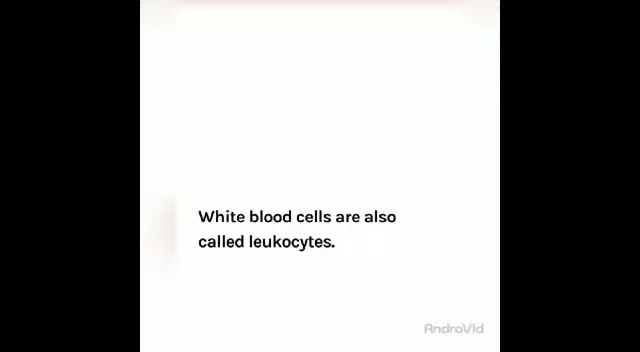 White blood cells are also
called leukocytes.
AndroVid